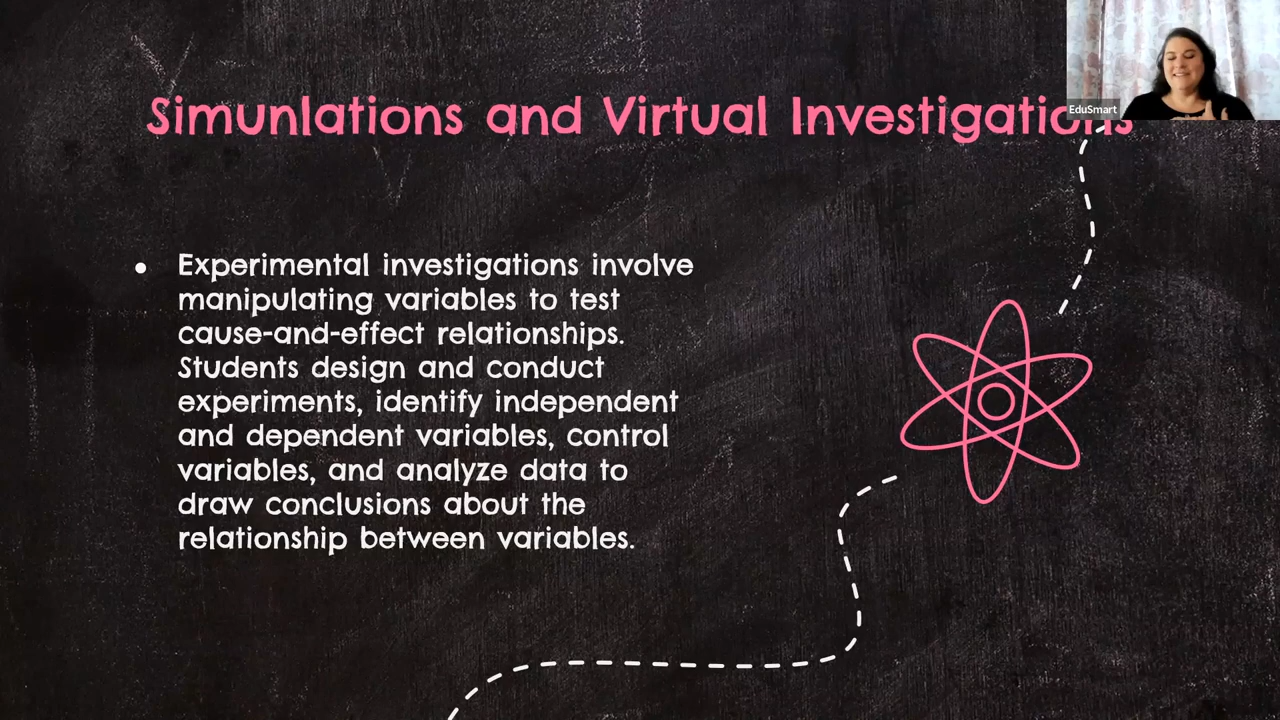 Simunlations and Virtual Investigations
EduSmart
• Experimental investigations involve
manipulating variables to test
cause-and-effect relationships.
Students design and conduct
experiments, identify independent
and dependent variables, control
variables, and analyze data to
draw conclusions about the
relationship between variables.